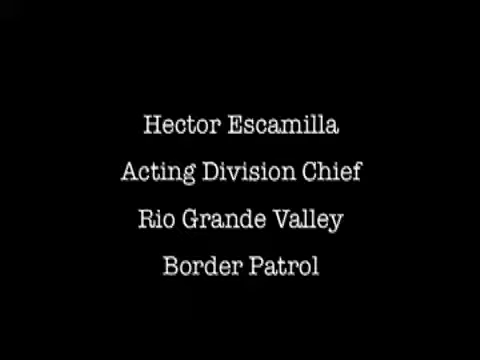 Hector Escamilla
Acting Division Chief
Rio Grande Valley
Border Patrol